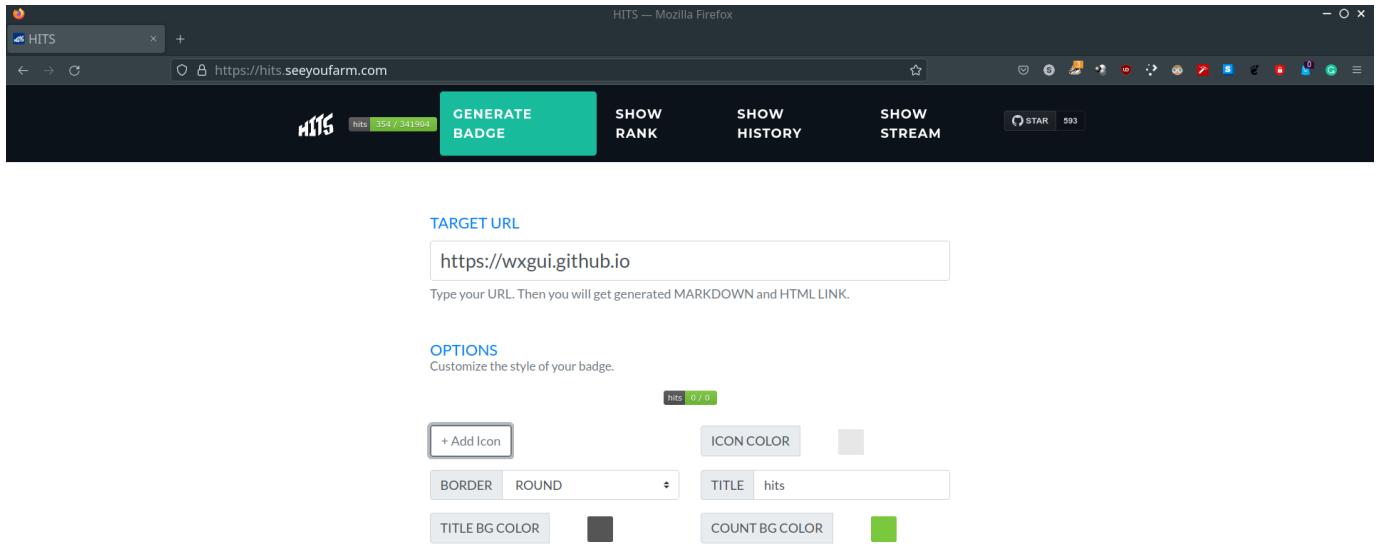 HITS — Mozilla Firefox
HITS
https://hits.seeyoufarm.com
HITS
hits 354 / 341904
GENERATE BADGE
SHOW RANK
SHOW HISTORY
SHOW STREAM
STAR 593
TARGET URL
https://wxgui.github.io
Type your URL. Then you will get generated MARKDOWN and HTML LINK.
OPTIONS
Customize the style of your badge.
hits 0 / 0
+ Add Icon
ICON COLOR
BORDER ROUND
TITLE hits
TITLE BG COLOR
COUNT BG COLOR